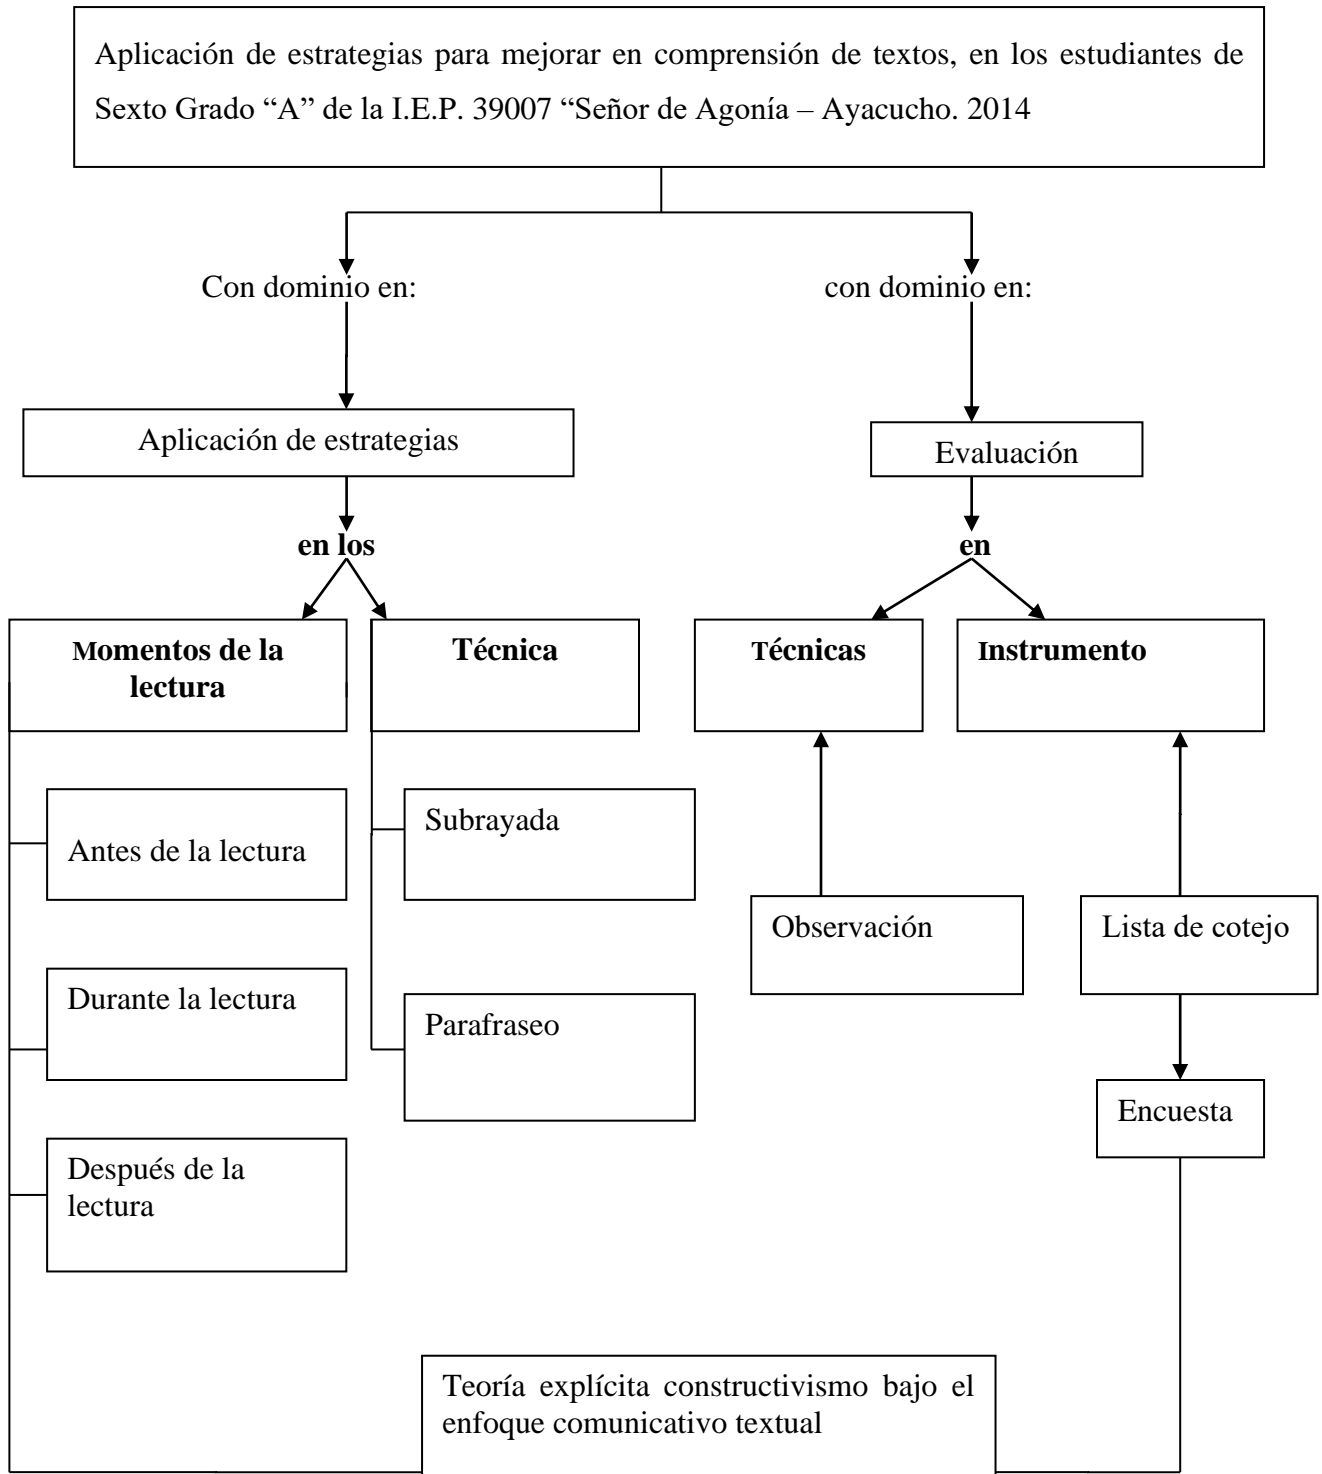 Aplicación de estrategias para mejorar en comprensión de textos, en los estudiantes de
Sexto Grado “A” de la I.E.P. 39007 “Señor de Agonía – Ayacucho. 2014
Con dominio en:
con dominio en:
Aplicación de estrategias
Evaluación
en los
en
Momentos de la
lectura
Técnica
Técnicas
Instrumento
Antes de la lectura
Subrayada
Observación
Lista de cotejo
Durante la lectura
Parafraseo
Encuesta
Después de la
lectura
Teoría explícita constructivismo bajo el
enfoque comunicativo textual